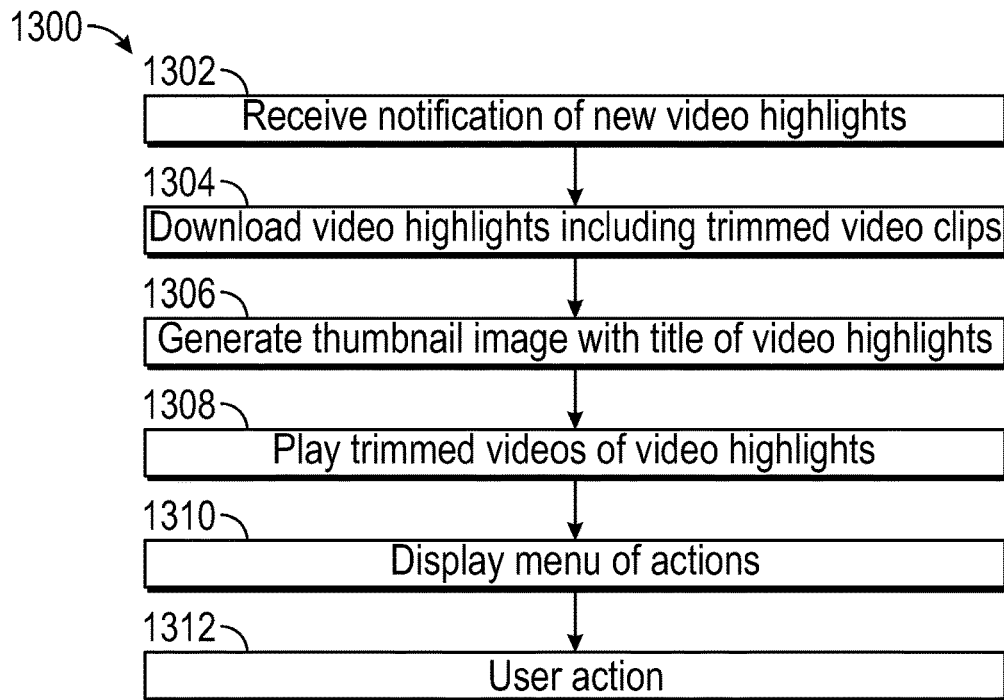 1300
1302
Receive notification of new video highlights
1304
Download video highlights including trimmed video clips
1306
Generate thumbnail image with title of video highlights
1308
Play trimmed videos of video highlights
1310
Display menu of actions
1312
User action